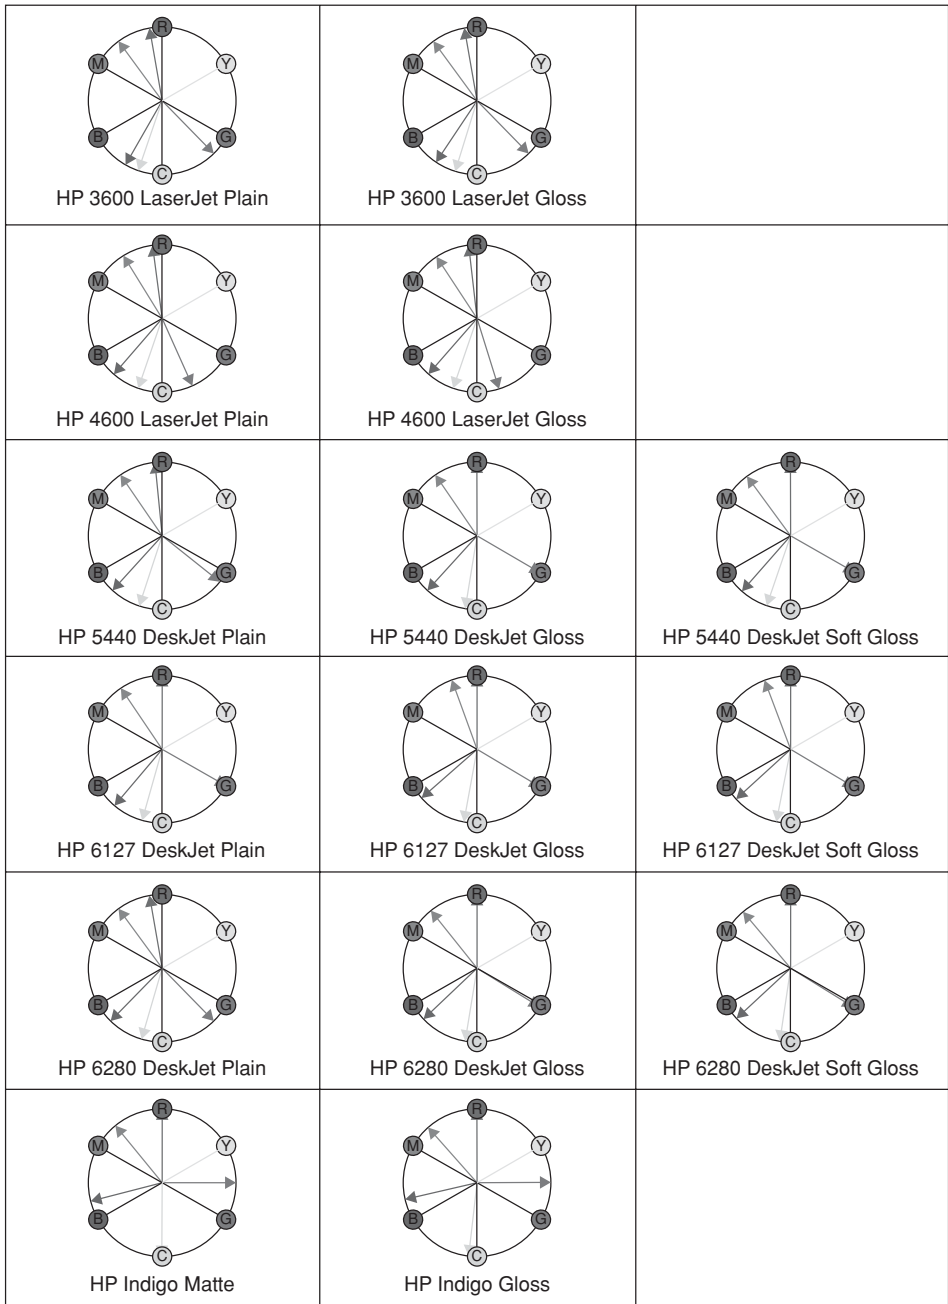 R
M Y
B G
C
HP 3600 LaserJet Plain
R
M Y
B G
C
HP 3600 LaserJet Gloss
R
M Y
B G
C
HP 4600 LaserJet Plain
R
M Y
B G
C
HP 4600 LaserJet Gloss
R
M Y
B G
C
HP 5440 DeskJet Plain
R
M Y
B G
C
HP 5440 DeskJet Gloss
R
M Y
B G
C
HP 5440 DeskJet Soft Gloss
R
M Y
B G
C
HP 6127 DeskJet Plain
R
M Y
B G
C
HP 6127 DeskJet Gloss
R
M Y
B G
C
HP 6127 DeskJet Soft Gloss
R
M Y
B G
C
HP 6280 DeskJet Plain
R
M Y
B G
C
HP 6280 DeskJet Gloss
R
M Y
B G
C
HP 6280 DeskJet Soft Gloss
R
M Y
B G
C
HP Indigo Matte
R
M Y
B G
C
HP Indigo Gloss